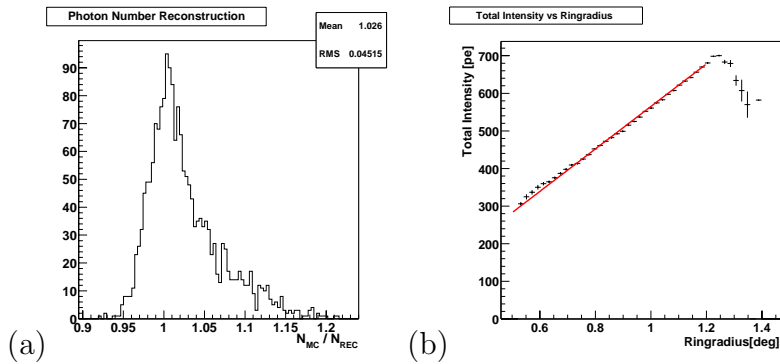 Photon Number Reconstruction
Mean 1.026
RMS 0.04515
90
80
70
60
50
40
30
20
10
0
0.9 0.95 1 1.05 1.1 1.15 1.2
N_MC / N_REC
(a)
Total Intensity vs Ringradius
Total Intensity [pe]
700
600
500
400
300
200
100
0
0.6 0.8 1 1.2 1.4
Ringradius[deg]
(b)